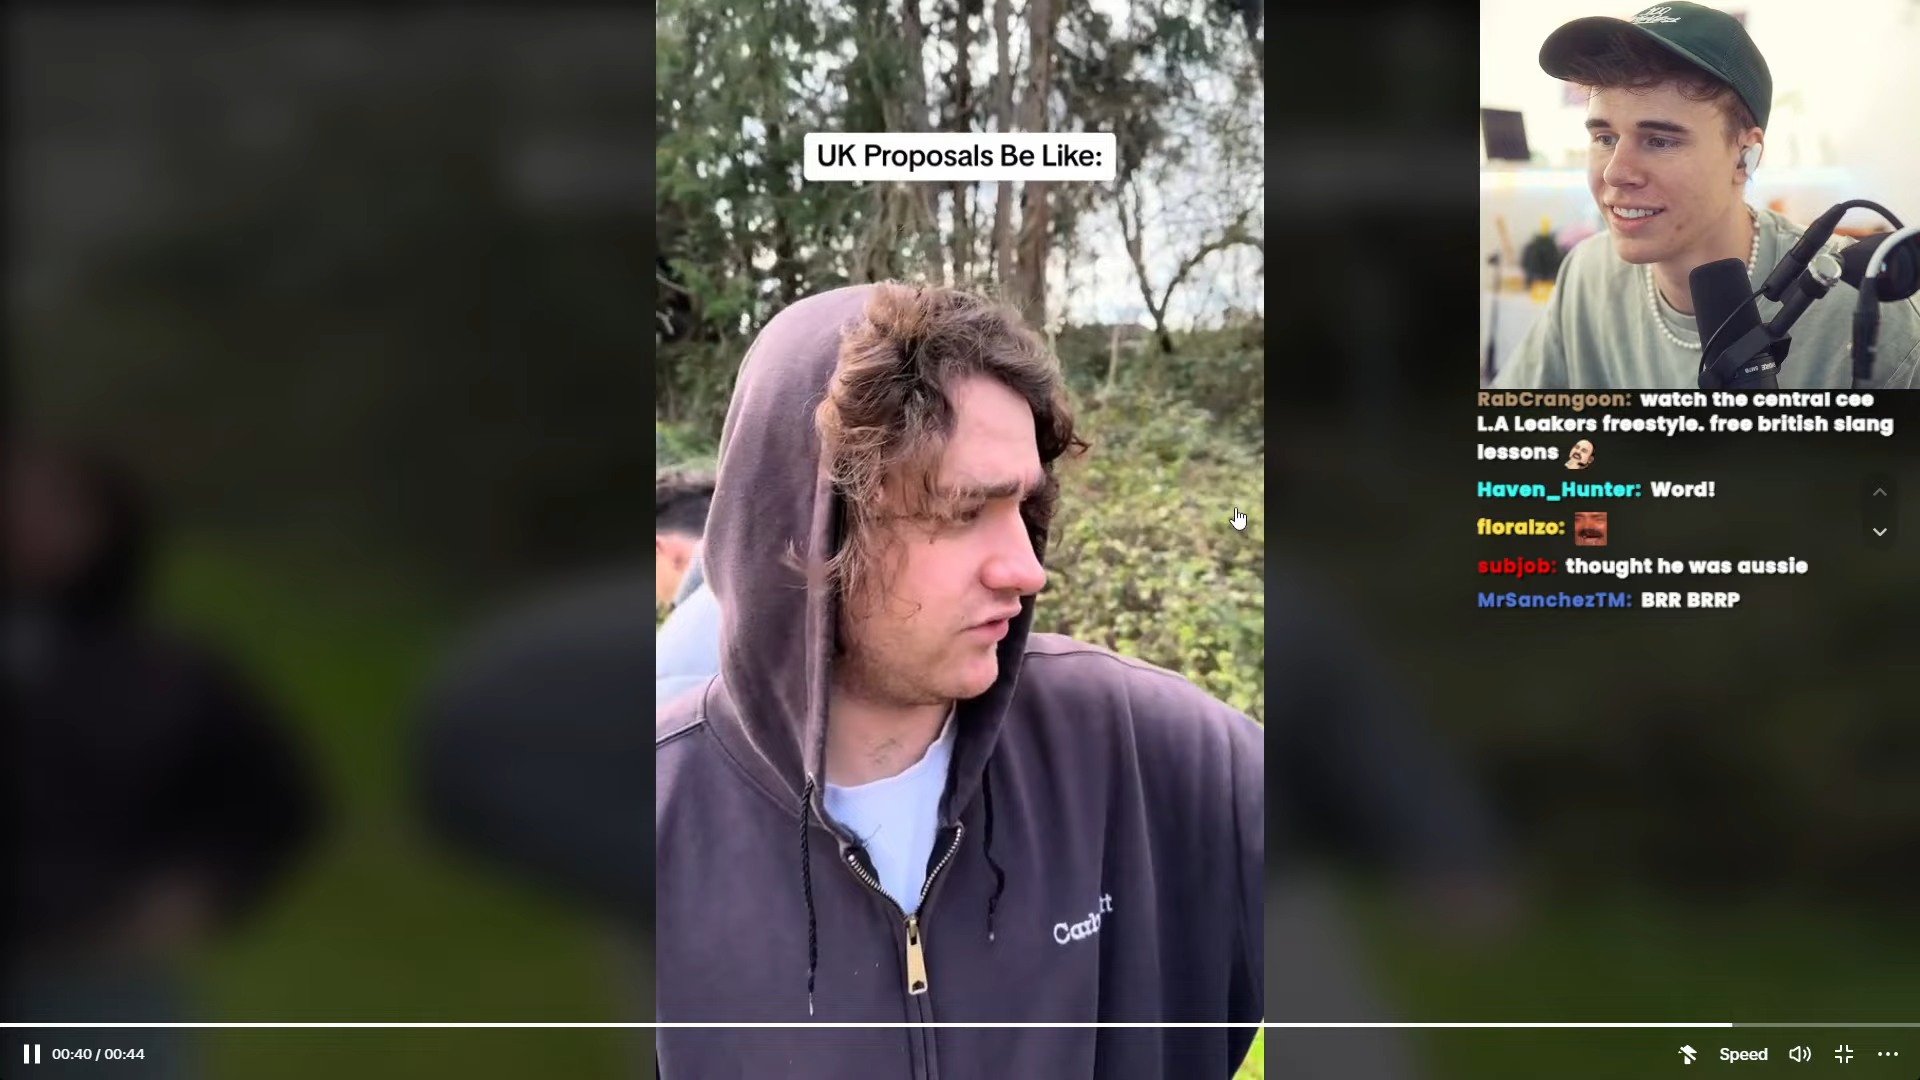 UK Proposals Be Like:
RabCrangoon: watch the central cee
L.A Leakers freestyle. free british slang
lessons
Haven_Hunter: Word!
floralzo:
subjob: thought he was aussie
MrSanchezTM: BRR BRRP
00:40 / 00:44
Speed